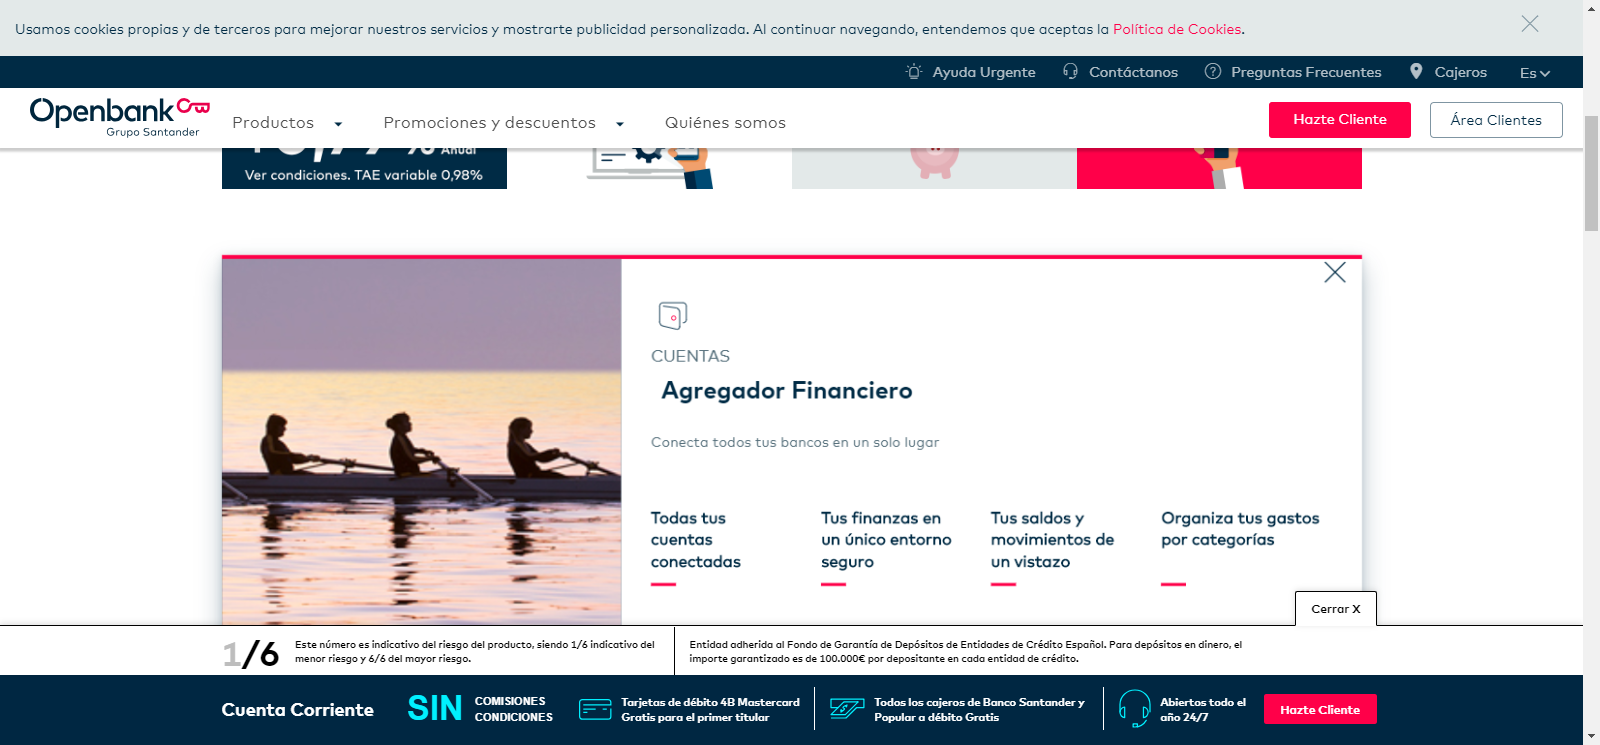 Usamos cookies propias y de terceros para mejorar nuestros servicios y mostrarte publicidad personalizada. Al continuar navegando, entendemos que aceptas la Política de Cookies.
Ayuda Urgente
Contáctanos
Preguntas Frecuentes
Cajeros
Es
Openbank
Grupo Santander
Productos
Promociones y descuentos
Quiénes somos
Hazte Cliente
Área Clientes
Anual
Ver condiciones. TAE variable 0,98%
CUENTAS
Agregador Financiero
Conecta todos tus bancos en un solo lugar
Todas tus
cuentas
conectadas
Tus finanzas en
un único entorno
seguro
Tus saldos y
movimientos de
un vistazo
Organiza tus gastos
por categorías
Cerrar X
1/6
Este número es indicativo del riesgo del producto, siendo 1/6 indicativo del
menor riesgo y 6/6 del mayor riesgo.
Entidad adherida al Fondo de Garantía de Depósitos de Entidades de Crédito Español. Para depósitos en dinero, el
importe garantizado es de 100.000€ por depositante en cada entidad de crédito.
Cuenta Corriente
SIN
COMISIONES
CONDICIONES
Tarjetas de débito 4B Mastercard
Gratis para el primer titular
Todos los cajeros de Banco Santander y
Popular a débito Gratis
Abiertos todo el
año 24/7
Hazte Cliente